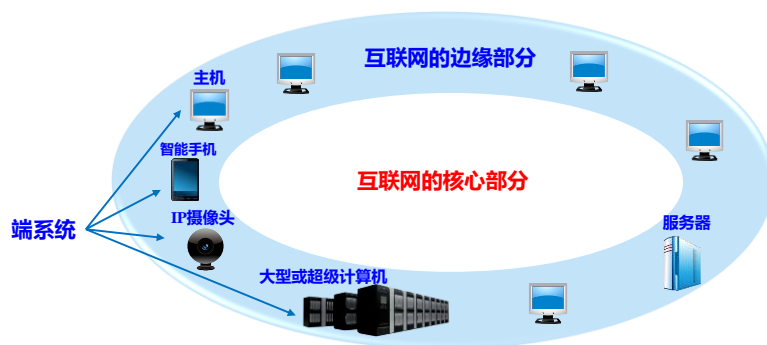 互联网的边缘部分
主机
智能手机
互联网的核心部分
IP摄像头
端系统
服务器
大型或超级计算机